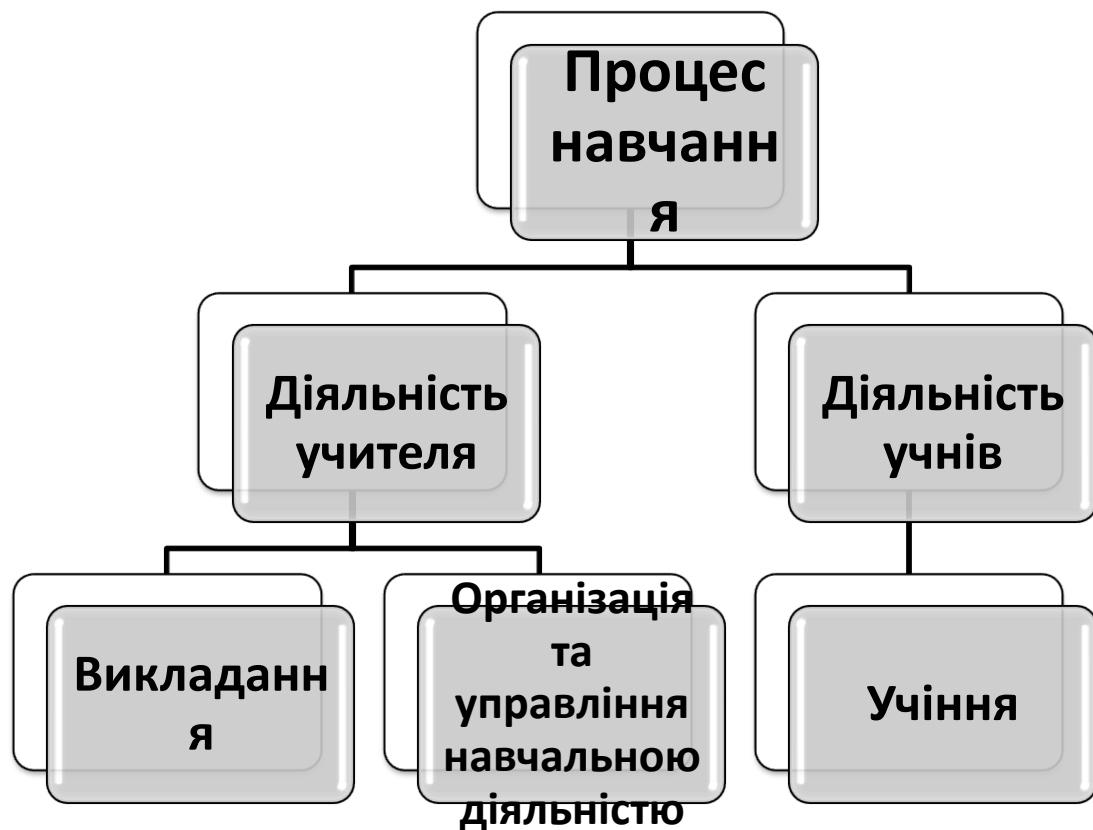 Процес
навчанн
я
Діяльність
учителя
Діяльність
учнів
Викладанн
я
Організація
та
управління
навчальною
діяльністю
Учіння